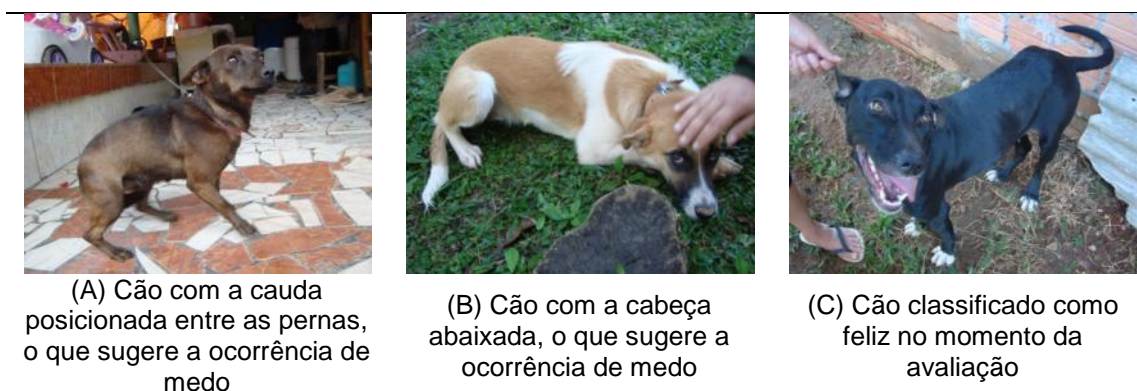 (A) Cão com a cauda
posicionada entre as pernas,
o que sugere a ocorrência de
medo
(B) Cão com a cabeça
abaixada, o que sugere a
ocorrência de medo
(C) Cão classificado como
feliz no momento da
avaliação